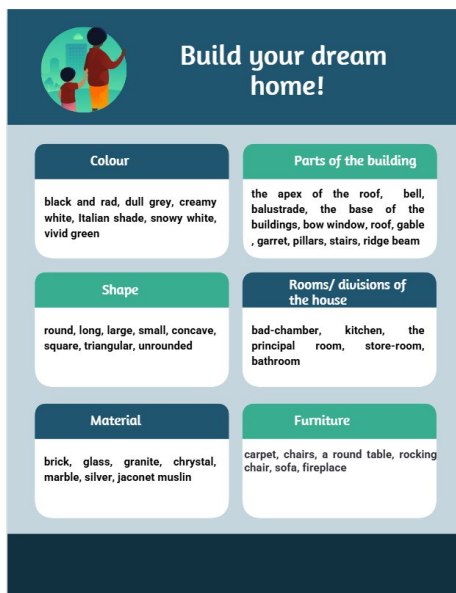 Build your dream
home!
Colour
black and rad, dull grey, creamy
white, Italian shade, snowy white,
vivid green
Parts of the building
the apex of the roof, bell,
balustrade, the base of the
buildings, bow window, roof, gable
, garret, pillars, stairs, ridge beam
Shape
round, long, large, small, concave,
square, triangular, unrounded
Rooms/ divisions of
the house
bad-chamber, kitchen, the
principal room, store-room,
bathroom
Material
brick, glass, granite, chrystal,
marble, silver, jaconet muslin
Furniture
carpet, chairs, a round table, rocking
chair, sofa, fireplace